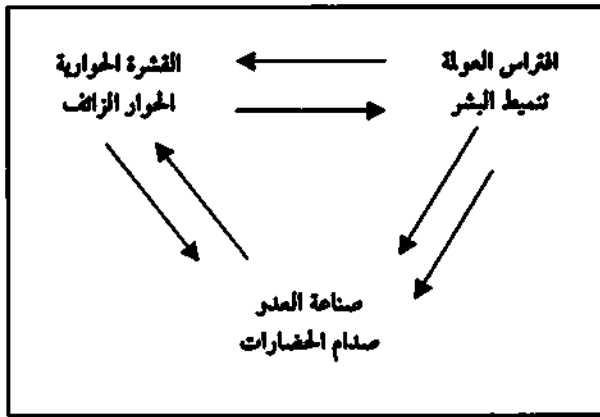 افتراس العولمة
تنميط البشر
القشرة الحوارية
الحوار الزائف
صناعة العدو
صدام الحضارات